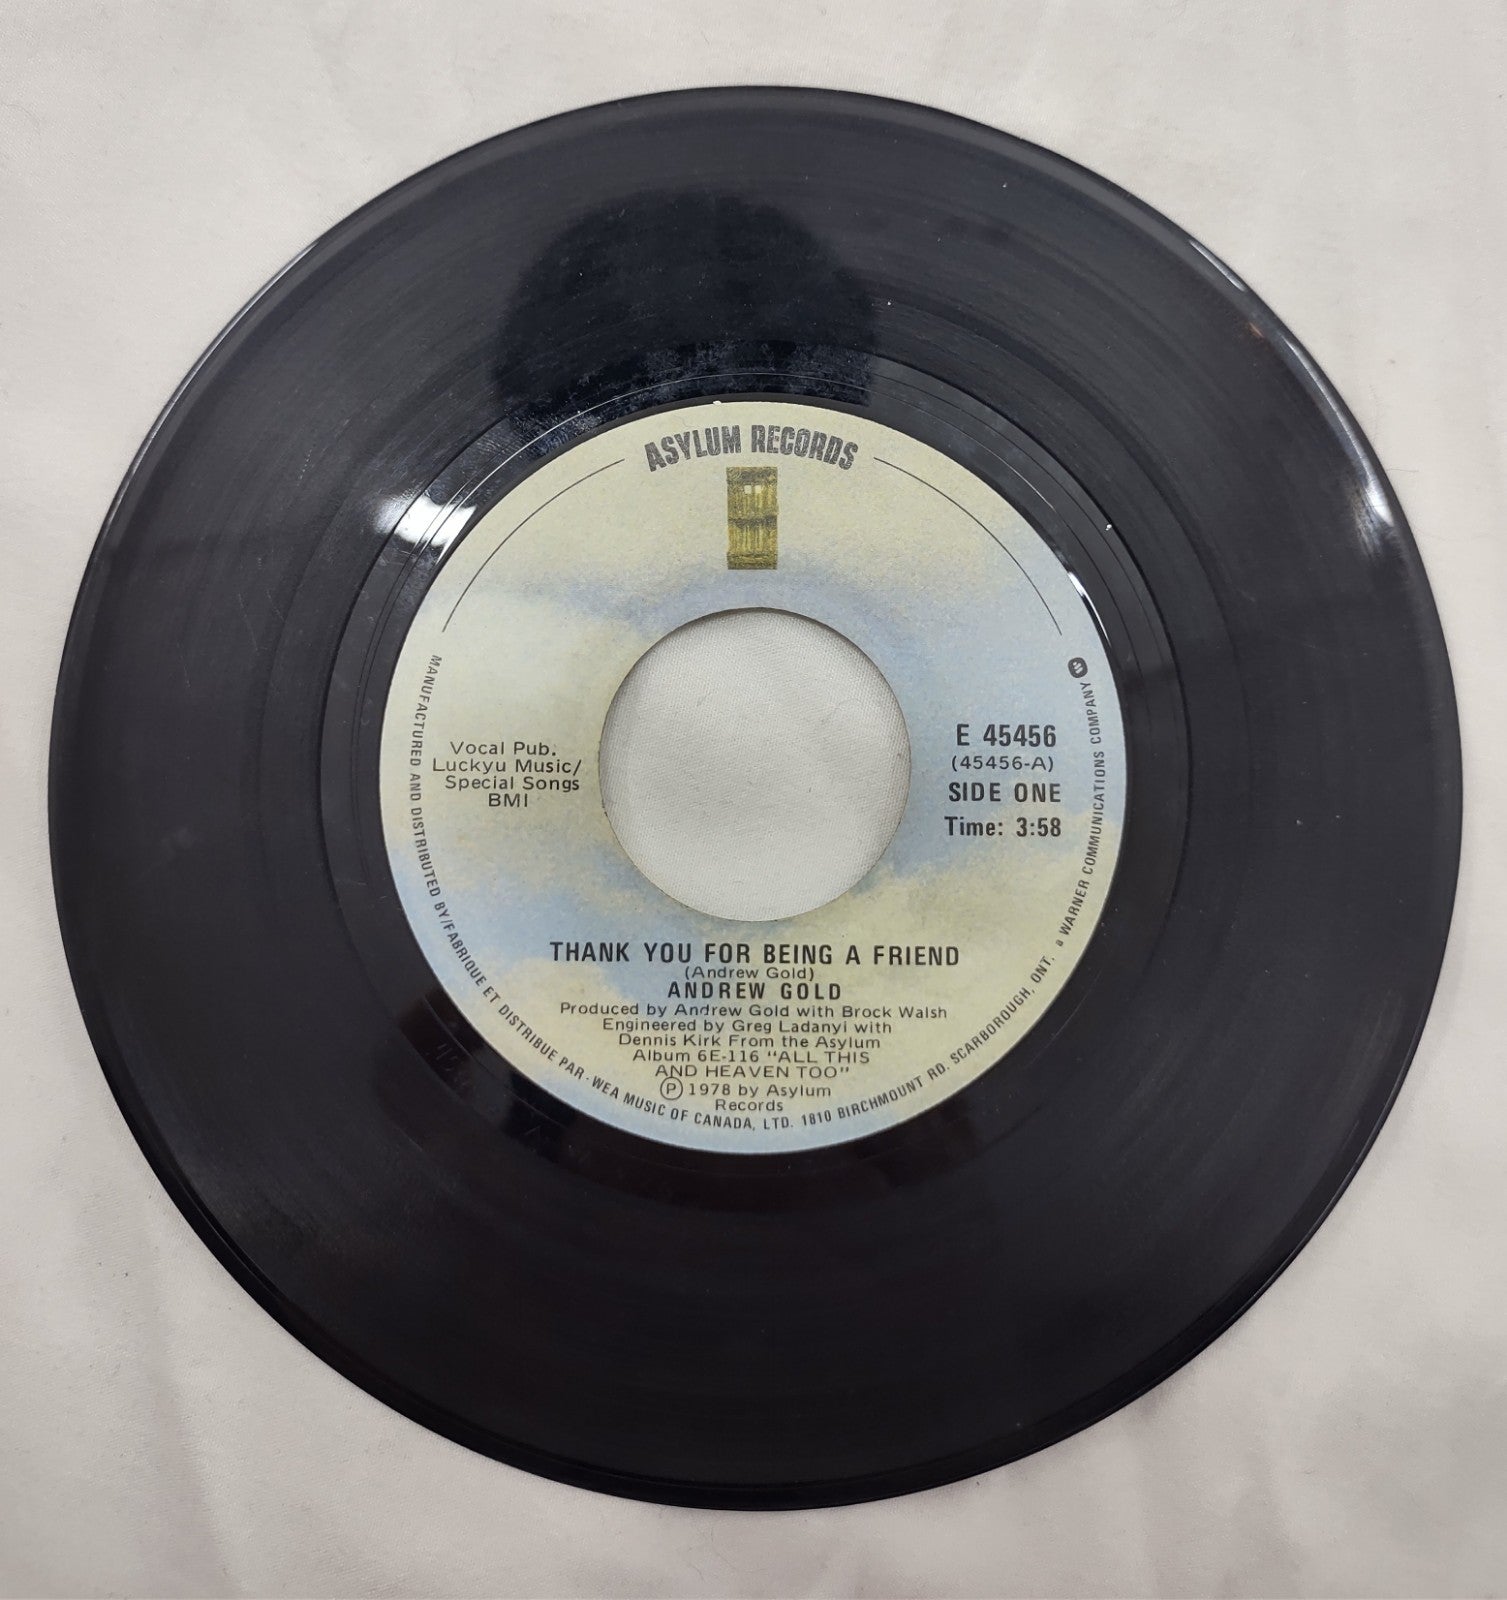 ASYLUM RECORDS
Vocal Pub.
Luckyu Music/
Special Songs
BMI
E 45456
(45456-A)
SIDE ONE
Time: 3:58
THANK YOU FOR BEING A FRIEND
(Andrew Gold)
ANDREW GOLD
Produced by Andrew Gold with Brock Walsh
Engineered by Greg Ladanyi with
Dennis Kirk From the Asylum
Album 6E-116 "ALL THIS
AND HEAVEN TOO"
Ⓟ 1978 by Asylum
Records
MANUFACTURED AND DISTRIBUTED BY/FABRIQUE ET DISTRIBUE PAR · WEA MUSIC OF CANADA, LTD. 1810 BIRCHMOUNT RD. SCARBOROUGH, ONT. a WARNER COMMUNICATIONS COMPANY